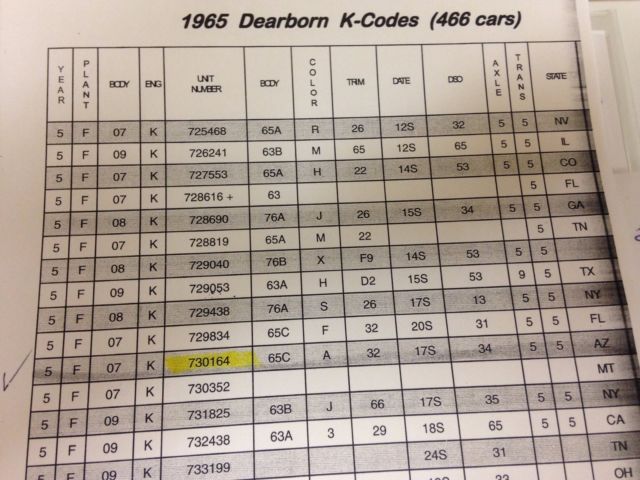 1965 Dearborn K-Codes (466 cars)
YEAR PLANT BODY ENG UNIT NUMBER BODY COLOR TRIM DATE DSO AXLE TRANS STATE
5 F 07 K 725468 65A R 26 12S 32 5 5 NV
5 F 09 K 726241 63B M 65 12S 65 5 5 IL
5 F 07 K 727553 65A H 22 14S 53 5 5 CO
5 F 07 K 728616 + 63 5 FL
5 F 08 K 728690 76A J 26 15S 34 5 5 GA
5 F 07 K 728819 65A M 22 5 TN
5 F 08 K 729040 76B X F9 14S 53 5 5
5 F 09 K 729053 63A H D2 15S 53 9 5 TX
5 F 08 K 729438 76A S 26 17S 13 5 5 NY
5 F 07 K 729834 65C F 32 20S 31 5 5 FL
5 F 07 K 730164 65C A 32 17S 34 5 5 AZ
5 F 07 K 730352 MT
5 F 09 K 731825 63B J 66 17S 35 5 5 NY
5 F 09 K 732438 63A 3 29 18S 65 5 5 CA
F 09 K 733199 24S 31 TN
OH